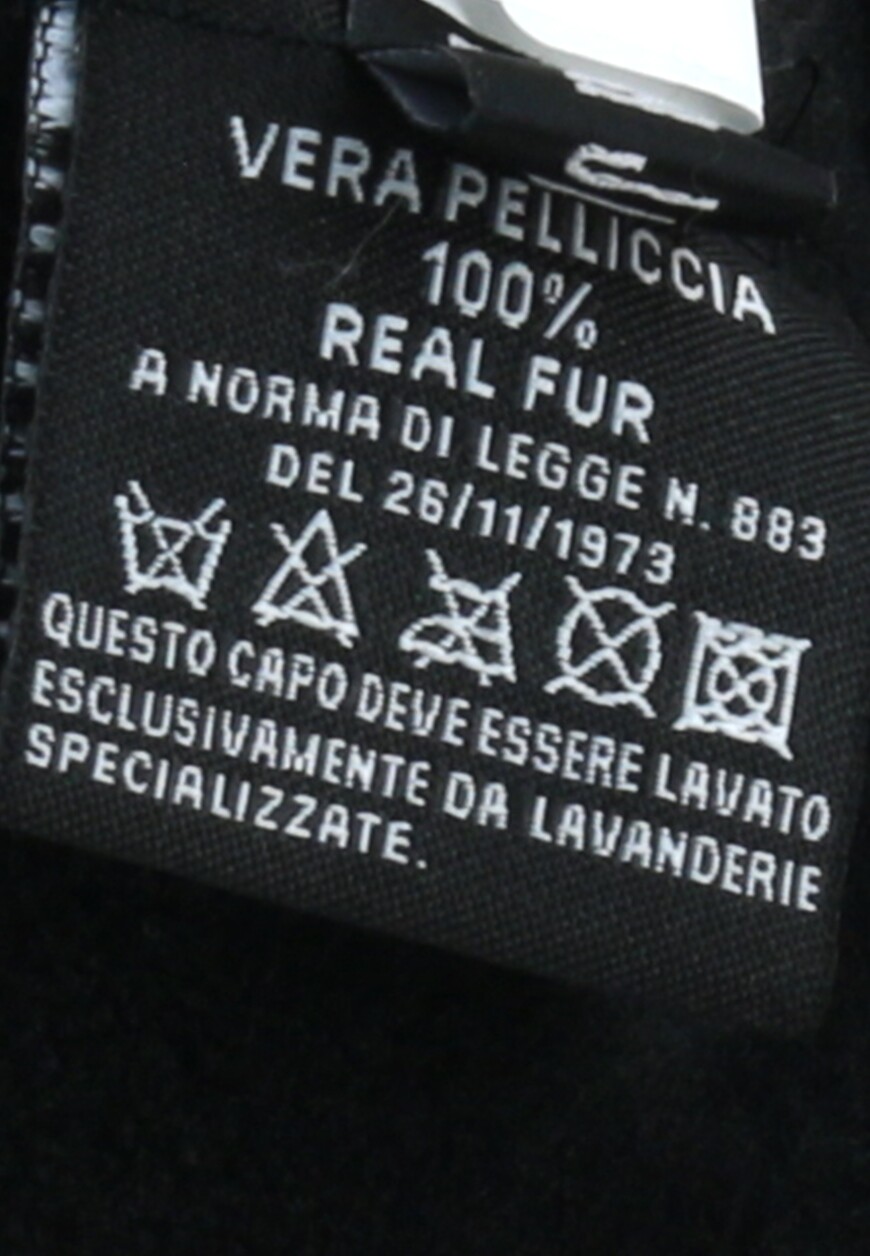 VERA PELLICCIA
100%
REAL FUR
A NORMA DI LEGGE N. 883
DEL 26/11/1973
QUESTO CAPO DEVE ESSERE LAVATO
ESCLUSIVAMENTE DA LAVANDERIE
SPECIALIZZATE.